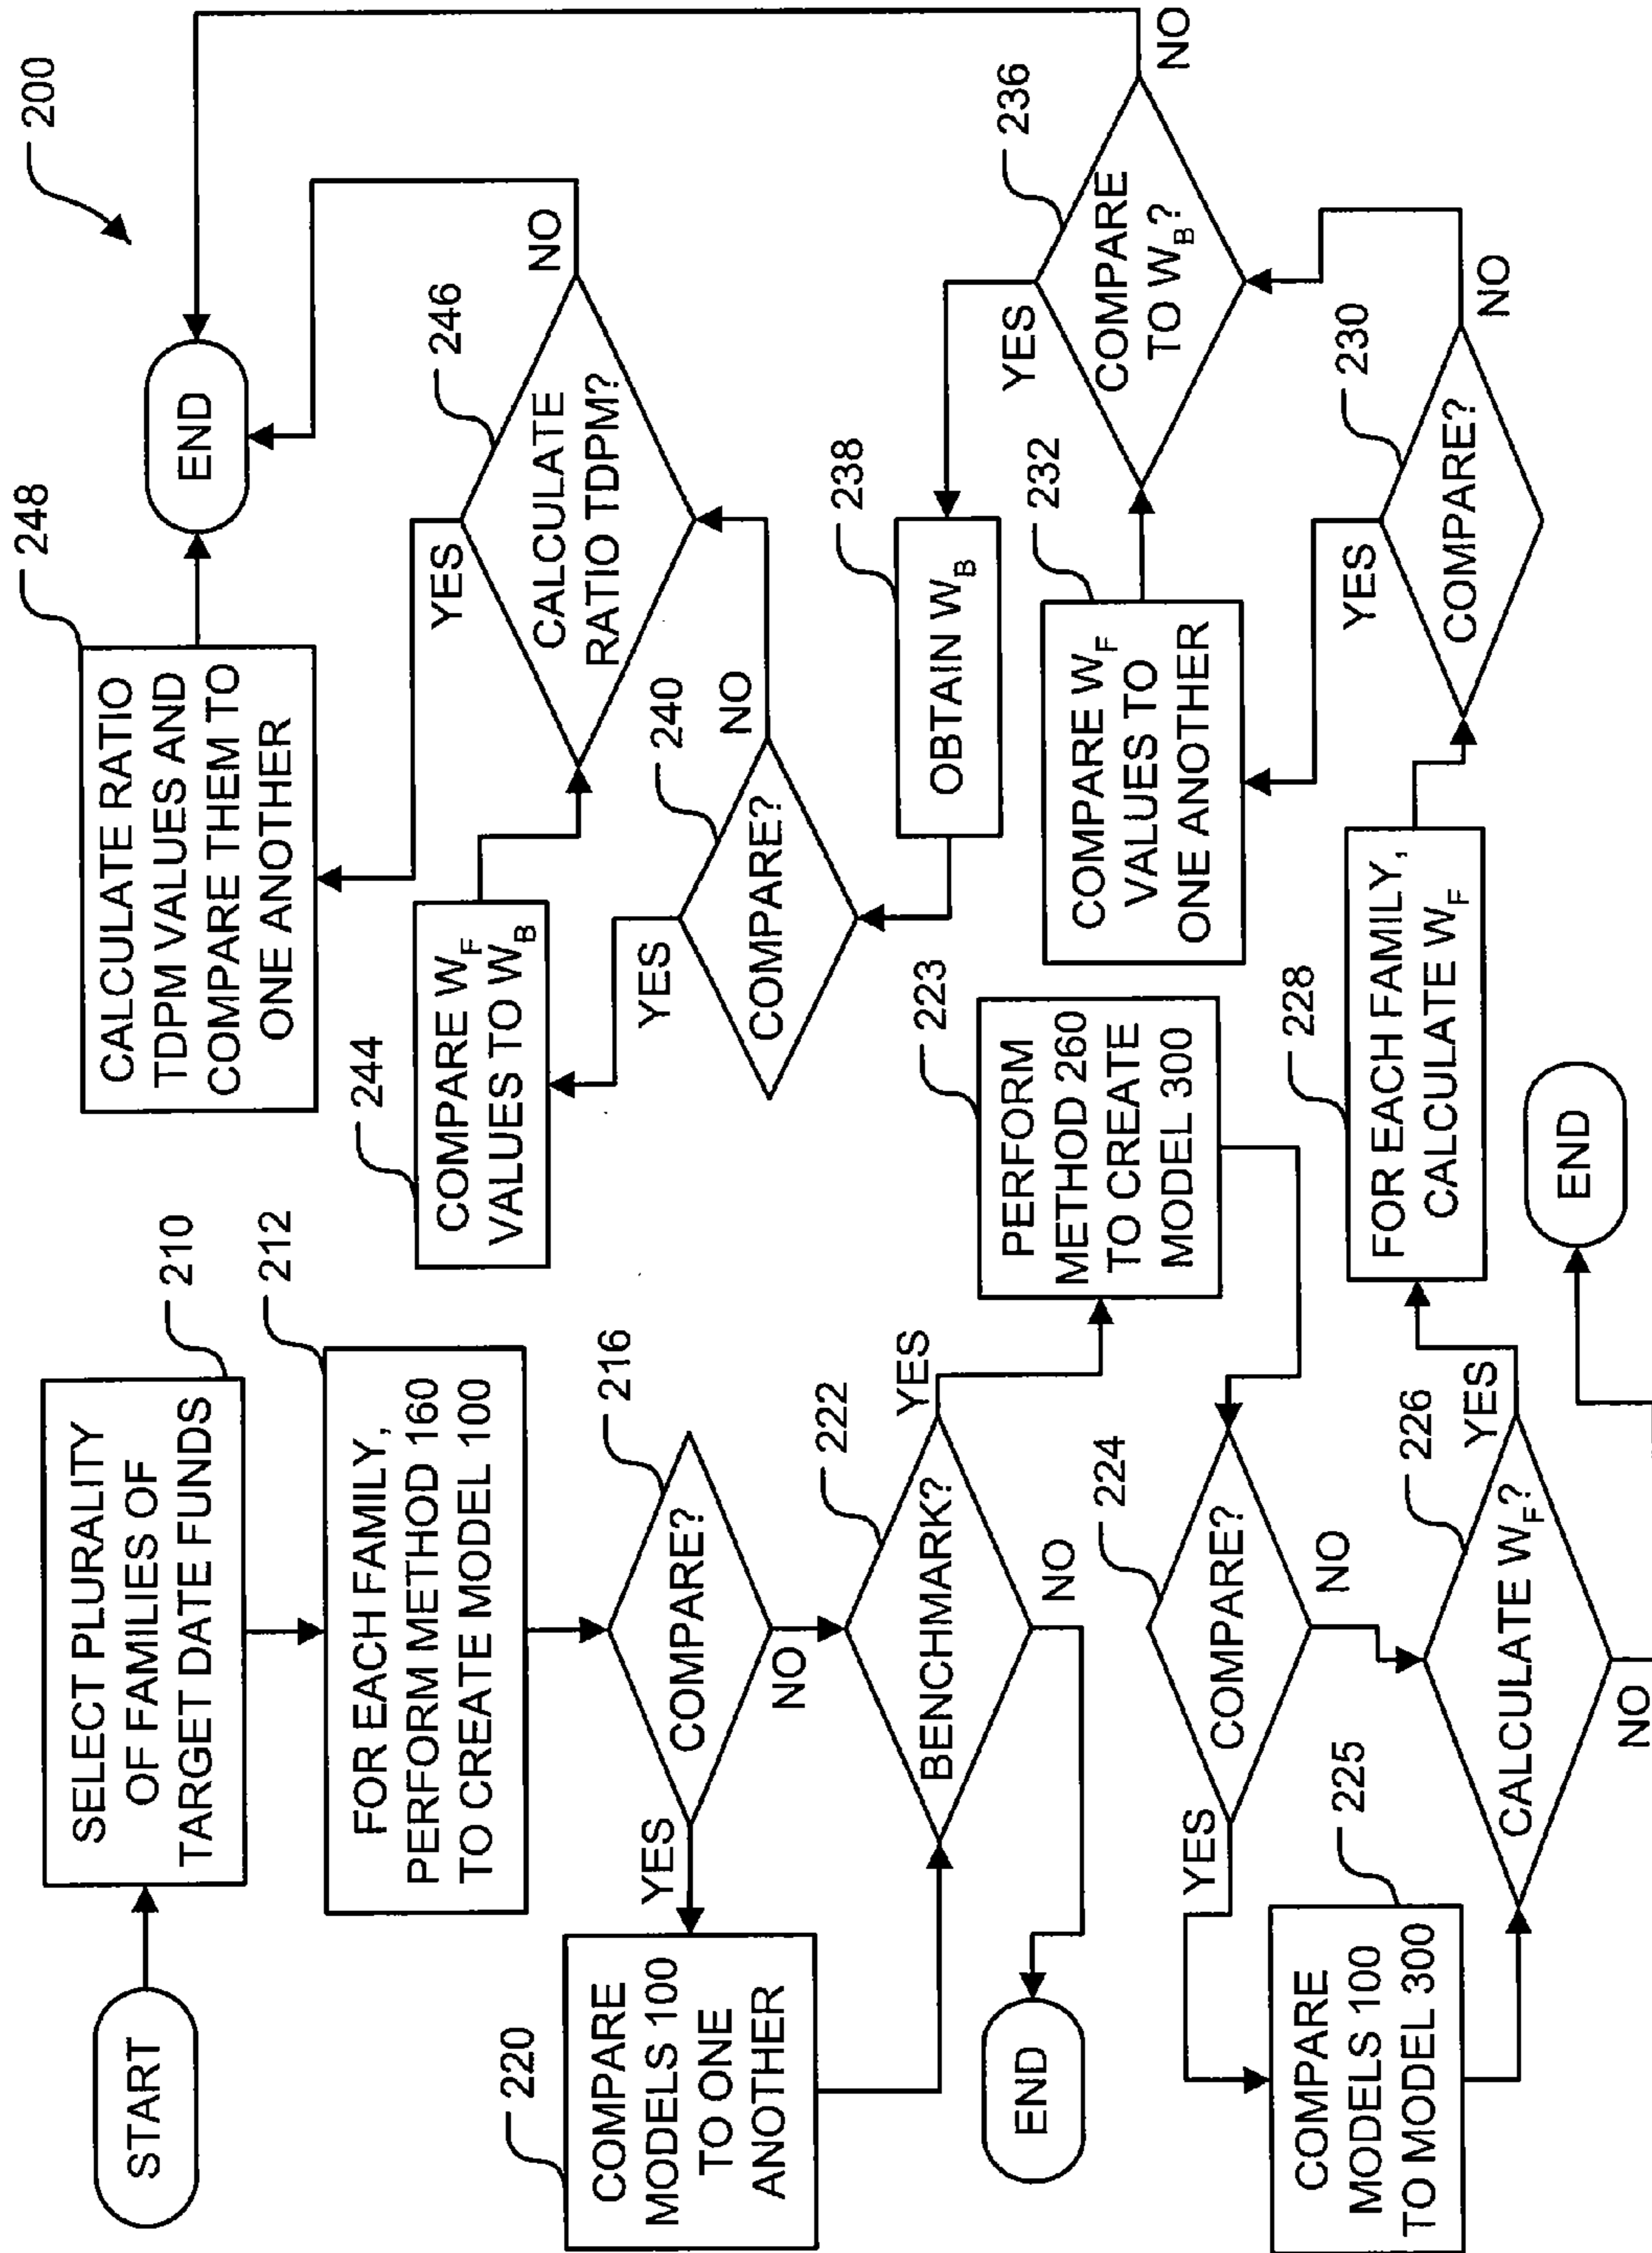 200
START
SELECT PLURALITY
OF FAMILIES OF
TARGET DATE FUNDS
210
FOR EACH FAMILY,
PERFORM METHOD 160
TO CREATE MODEL 100
212
COMPARE?
216
YES
NO
220
COMPARE
MODELS 100
TO ONE
ANOTHER
BENCHMARK?
222
YES
NO
END
PERFORM
METHOD 260
TO CREATE
MODEL 300
223
COMPARE?
224
YES
NO
COMPARE
MODELS 100
TO MODEL 300
225
CALCULATE W_F?
226
YES
NO
END
FOR EACH FAMILY,
CALCULATE W_F
228
COMPARE?
230
YES
NO
COMPARE W_F
VALUES TO
ONE ANOTHER
232
COMPARE
TO W_B?
236
YES
NO
OBTAIN W_B
238
COMPARE?
240
YES
NO
244
COMPARE W_F
VALUES TO W_B
CALCULATE
RATIO TDPM?
246
YES
NO
248
CALCULATE RATIO
TDPM VALUES AND
COMPARE THEM TO
ONE ANOTHER
END